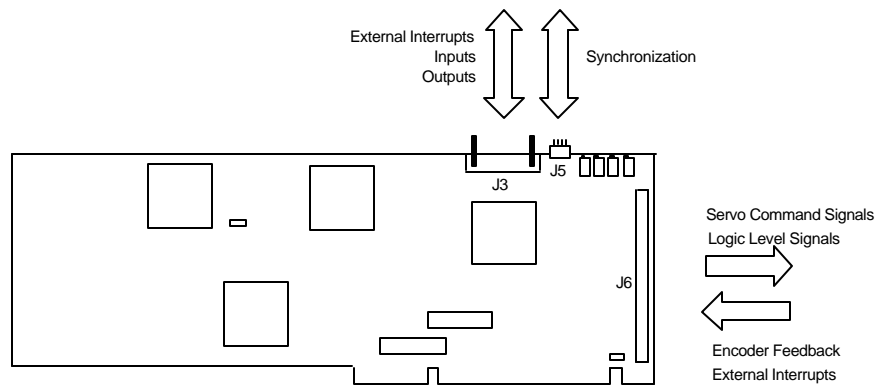 External Interrupts
Inputs
Outputs
Synchronization
J3
J5
Servo Command Signals
Logic Level Signals
J6
Encoder Feedback
External Interrupts